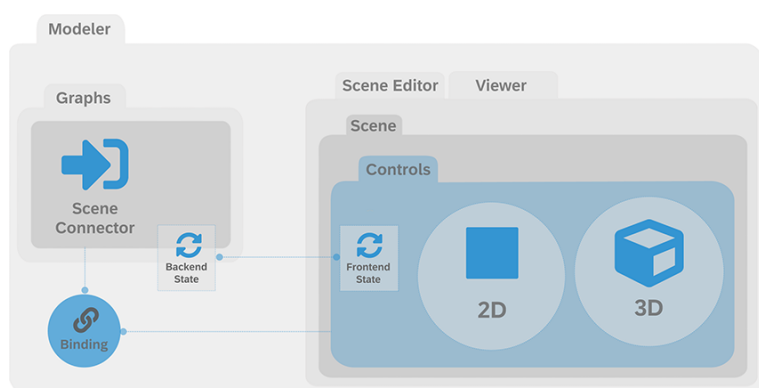 Modeler
Graphs
Scene
Connector
Backend
State
Binding
Scene Editor
Viewer
Scene
Controls
Frontend
State
2D
3D